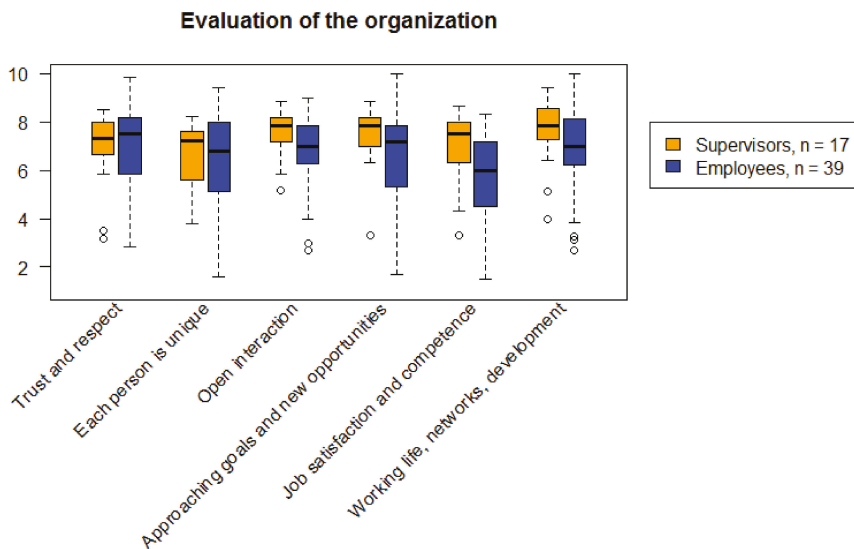 Evaluation of the organization
10
8
6
4
2
Supervisors, n = 17
Employees, n = 39
Trust and respect
Each person is unique
Open interaction
Approaching goals and new opportunities
Job satisfaction and competence
Working life, networks, development